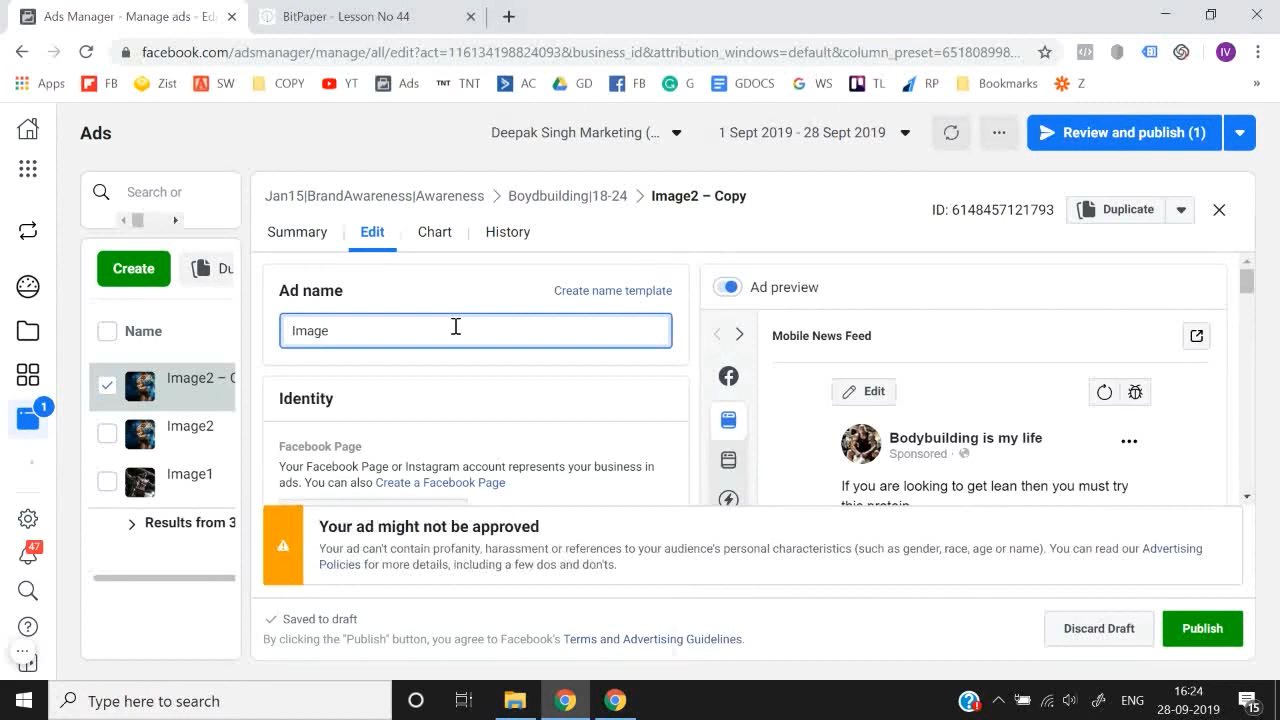 Ads Manager - Manage ads - Edi
BitPaper - Lesson No 44
facebook.com/adsmanager/manage/all/edit?act=116134198824093&business_id&attribution_windows=default&column_preset=651808998...
IV
Apps
FB
Zist
SW
COPY
YT
Ads
TNT TNT
AC
GD
FB
G
GDOCS
WS
TL
RP
Bookmarks
Z
»
Ads
Deepak Singh Marketing (...
1 Sept 2019 - 28 Sept 2019
Review and publish (1)
Search or
Jan15|BrandAwareness|Awareness
Boydbuilding|18-24
Image2 – Copy
ID: 6148457121793
Duplicate
Summary
Edit
Chart
History
Create
Du
Name
Image2 – C
Image2
Image1
Results from 3
Ad name
Create name template
Image
Identity
Facebook Page
Your Facebook Page or Instagram account represents your business in
ads. You can also Create a Facebook Page
Ad preview
Mobile News Feed
Edit
Bodybuilding is my life
Sponsored ·
If you are looking to get lean then you must try
this protein
1
47
Your ad might not be approved
Your ad can't contain profanity, harassment or references to your audience's personal characteristics (such as gender, race, age or name). You can read our Advertising
Policies for more details, including a few dos and don'ts.
Saved to draft
By clicking the "Publish" button, you agree to Facebook's Terms and Advertising Guidelines.
Discard Draft
Publish
Type here to search
ENG
16:24
28-09-2019
15